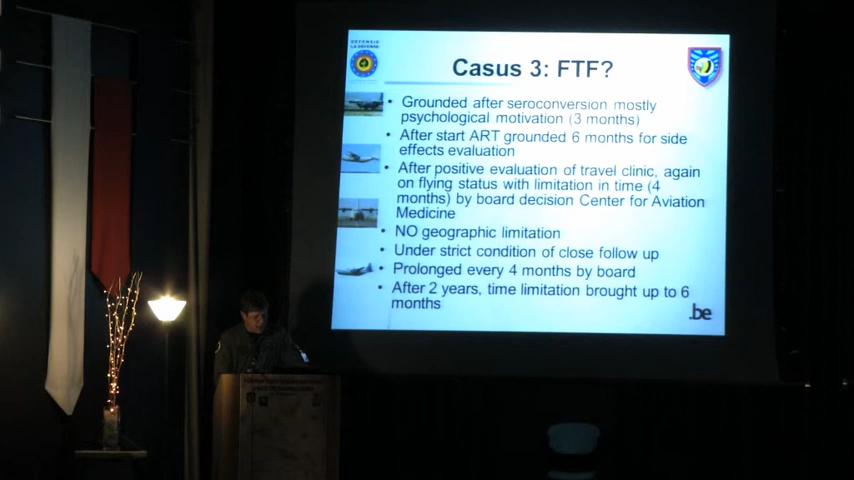 DEFENSIE
LA DEFENSE
Casus 3: FTF?
• Grounded after seroconversion mostly
psychological motivation (3 months)
• After start ART grounded 6 months for side
effects evaluation
• After positive evaluation of travel clinic, again
on flying status with limitation in time (4
months) by board decision Center for Aviation
Medicine
• NO geographic limitation
• Under strict condition of close follow up
• Prolonged every 4 months by board
• After 2 years, time limitation brought up to 6
months
.be